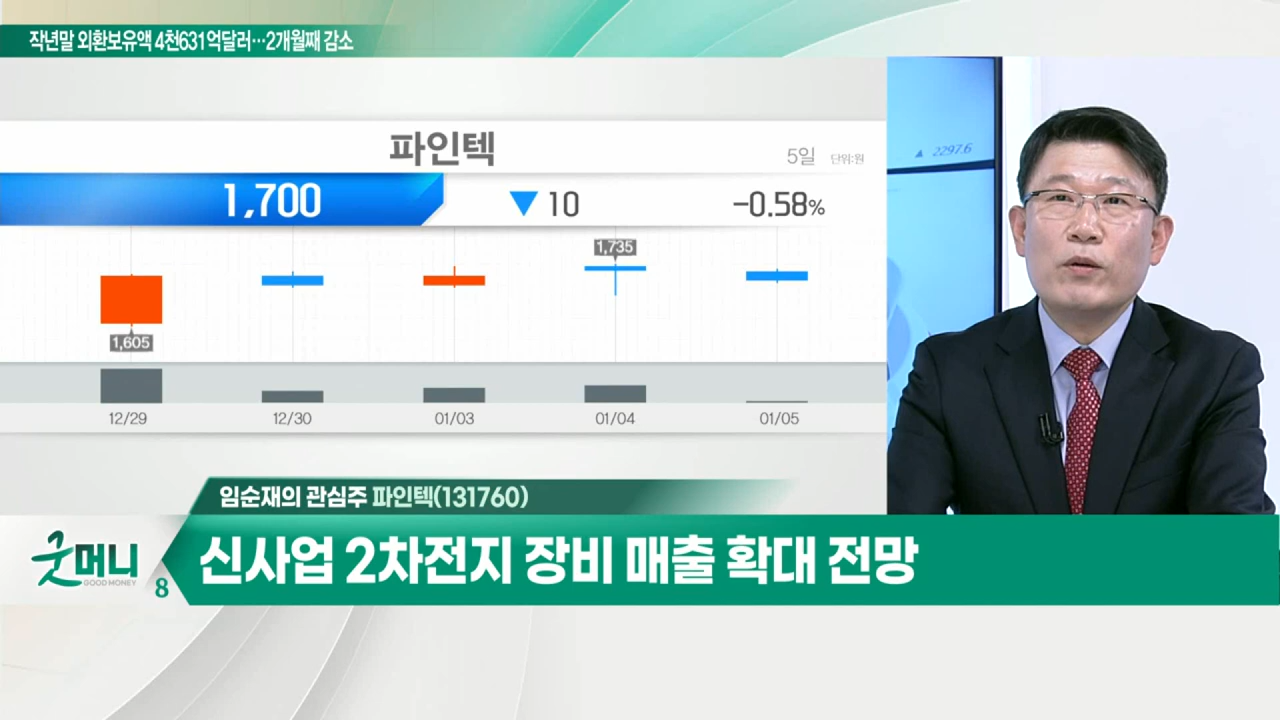 작년말 외환보유액 4천631억달러…2개월째 감소
▲ 2297.6
파인텍
5일 단위:원
1,700 ▼ 10 -0.58%
1,735
1,605
12/29 12/30 01/03 01/04 01/05
임순재의 관심주 파인텍(131760)
신사업 2차전지 장비 매출 확대 전망
굿머니
GOOD MONEY
8